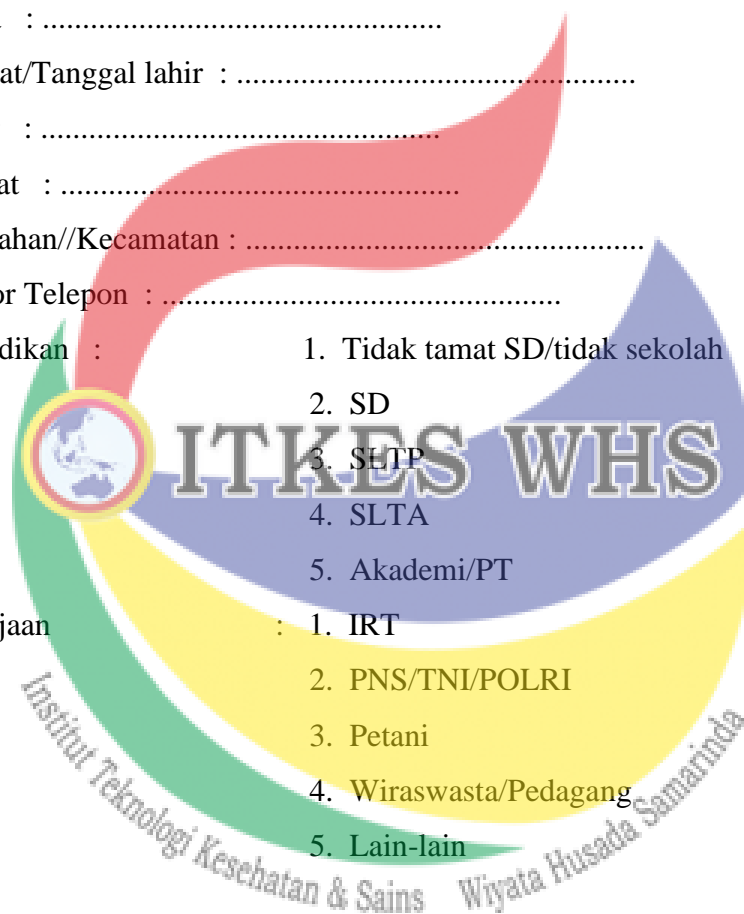 : ..................................................
at/Tanggal lahir : ..................................................
: ..................................................
at : ..................................................
ahan//Kecamatan : ..................................................
or Telepon : ..................................................
dikan : 1. Tidak tamat SD/tidak sekolah
2. SD
3. SLTP
4. SLTA
5. Akademi/PT
jaan : 1. IRT
2. PNS/TNI/POLRI
3. Petani
4. Wiraswasta/Pedagang
5. Lain-lain
ITKES WHS
Institut Teknologi Kesehatan & Sains Wiyata Husada Samarinda